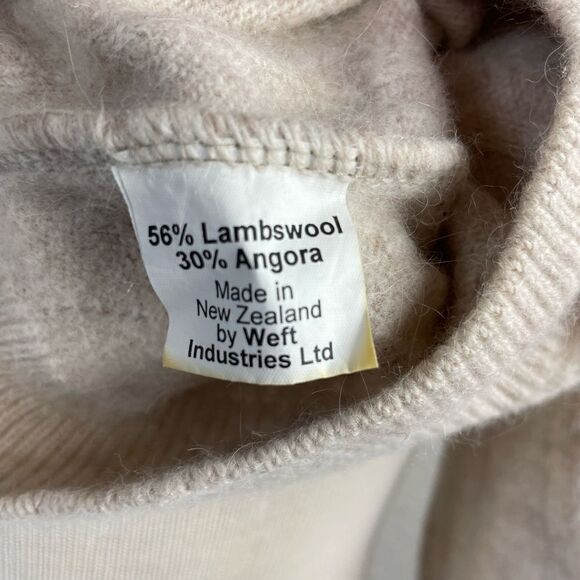 56% Lambswool
30% Angora
Made in
New Zealand
by Weft
Industries Ltd